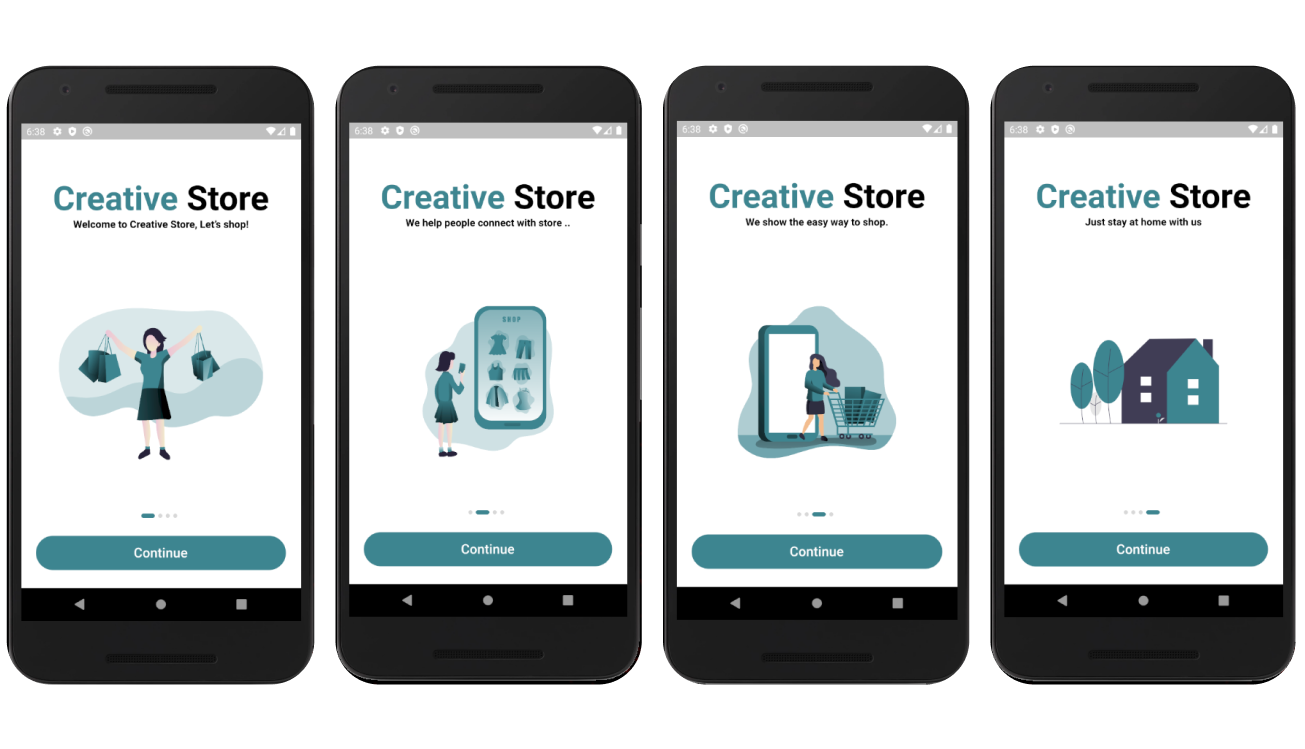 6:38
Creative Store
Welcome to Creative Store, Let's shop!
Continue
6:38
Creative Store
We help people connect with store ..
SHOP
Continue
6:38
Creative Store
We show the easy way to shop.
Continue
6:38
Creative Store
Just stay at home with us
Continue